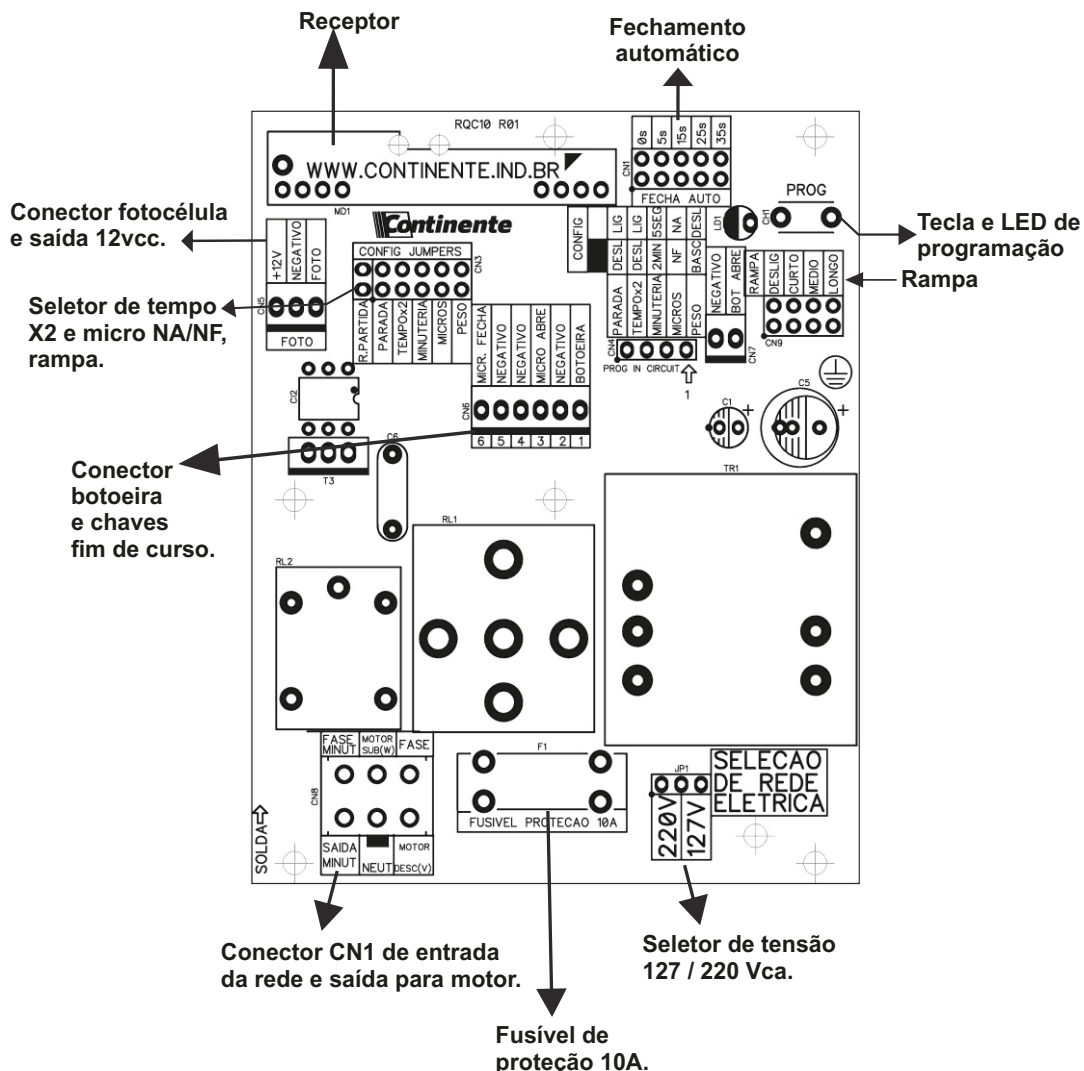 Receptor
Fechamento
automático
RQC10 R01
WWW.CONTINENTE.IND.BR
MD1
Continente
0s
5s
15s
25s
35s
CN1
FECHA AUTO
PROG
CH1
LD1
Tecla e LED de
programação
Rampa
Conector fotocélula
e saída 12vcc.
+12V
NEGATIVO
FOTO
CN5
FOTO
Seletor de tempo
X2 e micro NA/NF,
rampa.
CONFIG JUMPERS
CN3
R.PARTIDA
PARADA
TEMPOx2
MINUTERIA
MICROS
PESO
CONFIG
DESL LIG
DESL LIG
2MIN 5SEG
NF NA
BASC DESL
PARADA
TEMPOx2
MINUTERIA
MICROS
PESO
CN4
PROG IN CIRCUIT
1
NEGATIVO
BOT ABRE
CN7
RAMPA
DESLIG
CURTO
MEDIO
LONGO
CN9
MICR. FECHA
NEGATIVO
NEGATIVO
MICRO ABRE
NEGATIVO
BOTOEIRA
CN6
6 5 4 3 2 1
CI2
T3
C6
C1
+
C5
+
TR1
Conector
botoeira
e chaves
fim de curso.
RL1
RL2
FASE
MINUT
MOTOR
SUB(W)
FASE
CN8
SAIDA
MINUT
NEUT
MOTOR
DESC(V)
SOLDA
F1
FUSIVEL PROTECAO 10A
JP1
220V
127V
SELECAO
DE REDE
ELETRICA
Conector CN1 de entrada
da rede e saída para motor.
Seletor de tensão
127 / 220 Vca.
Fusível de
proteção 10A.